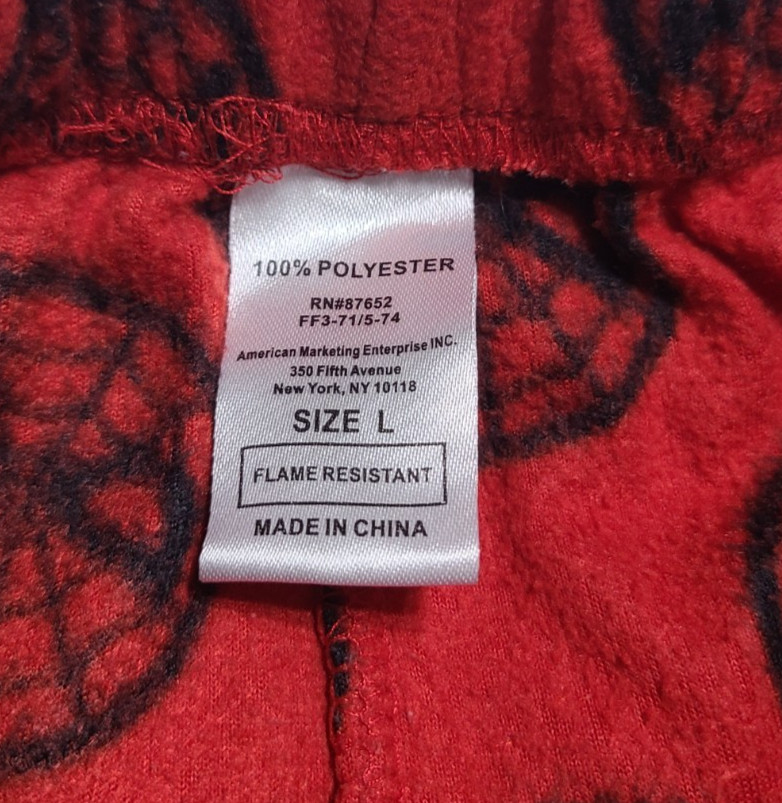 100% POLYESTER
RN#87652
FF3-71/5-74
American Marketing Enterprise INC.
350 Fifth Avenue
New York, NY 10118
SIZE L
FLAME RESISTANT
MADE IN CHINA